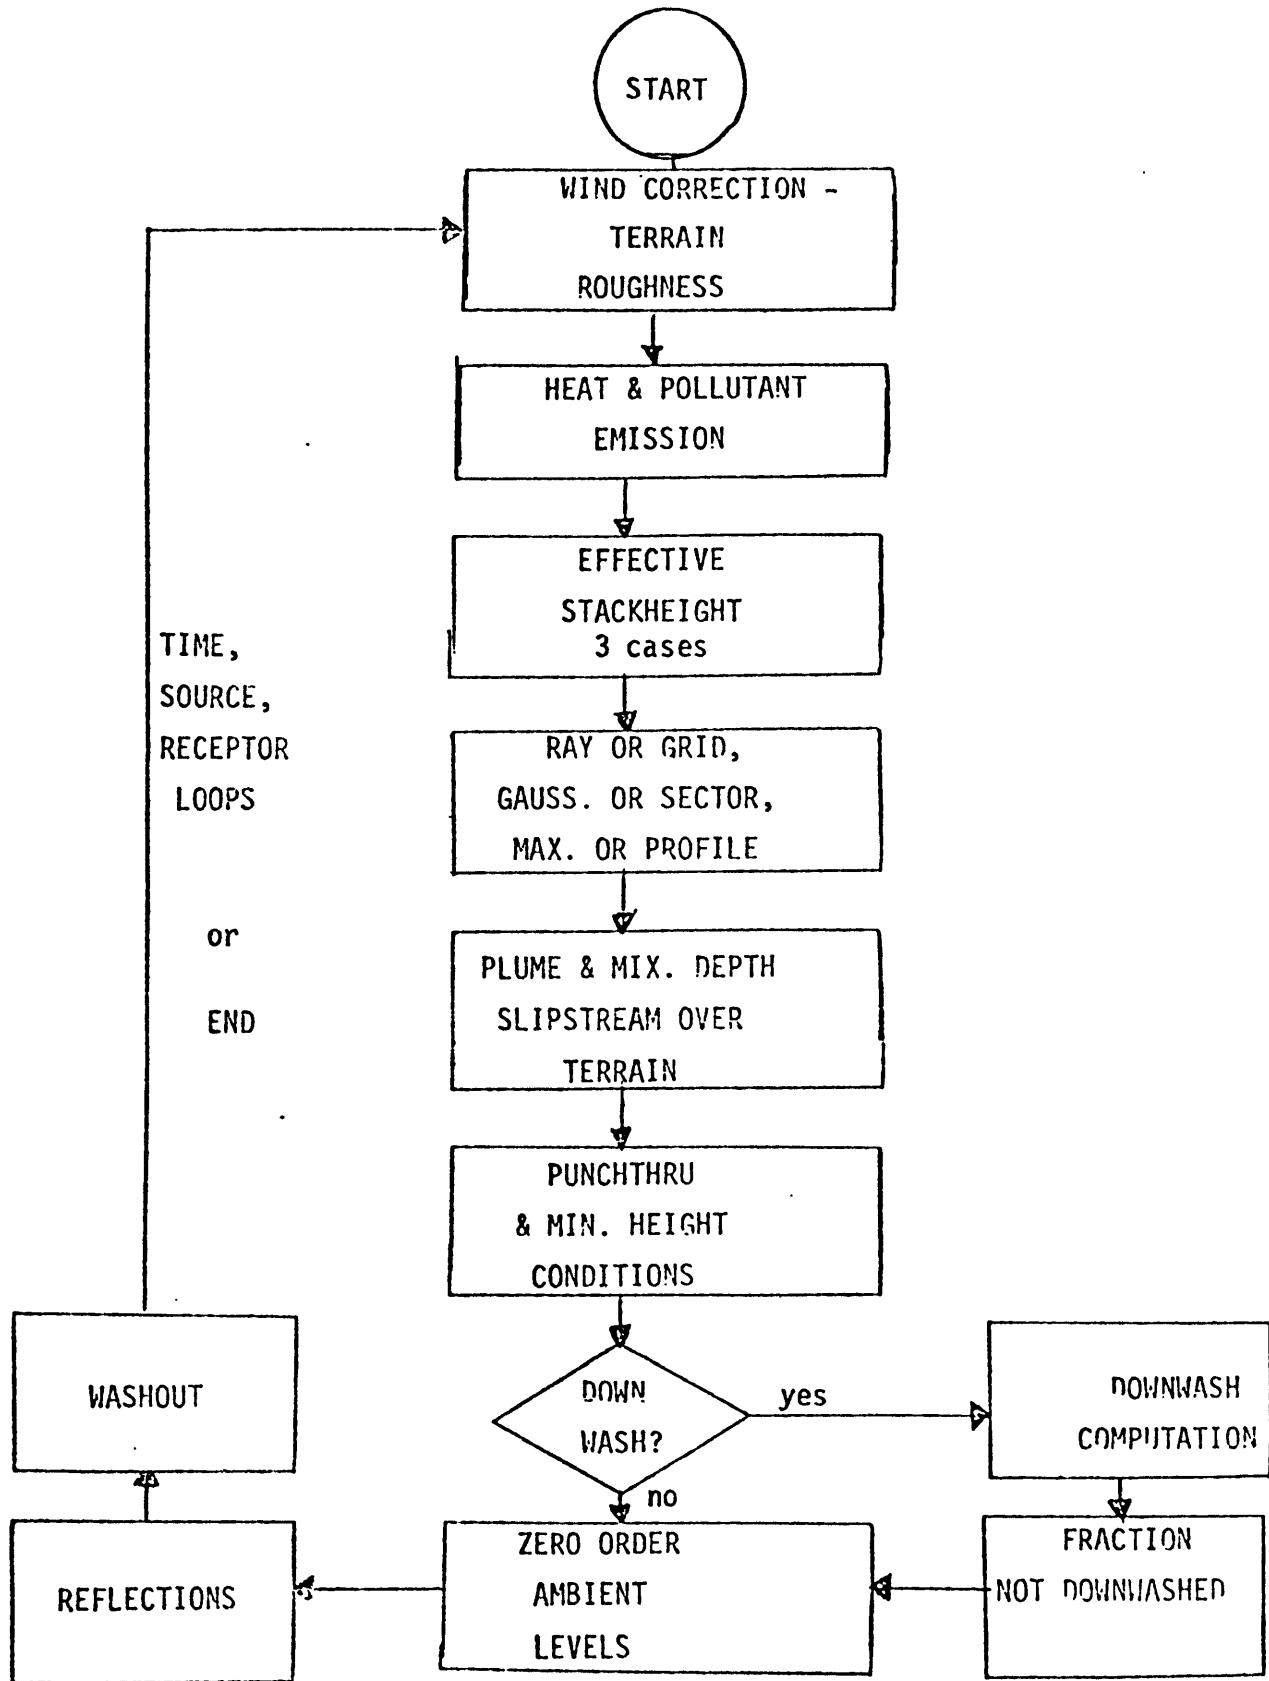 START
WIND CORRECTION -
TERRAIN
ROUGHNESS
HEAT & POLLUTANT
EMISSION
EFFECTIVE
STACKHEIGHT
3 cases
TIME,
SOURCE,
RECEPTOR
LOOPS
or
END
RAY OR GRID,
GAUSS. OR SECTOR,
MAX. OR PROFILE
PLUME & MIX. DEPTH
SLIPSTREAM OVER
TERRAIN
PUNCHTHRU
& MIN. HEIGHT
CONDITIONS
DOWN
WASH?
yes
no
DOWNWASH
COMPUTATION
FRACTION
NOT DOWNWASHED
ZERO ORDER
AMBIENT
LEVELS
REFLECTIONS
WASHOUT